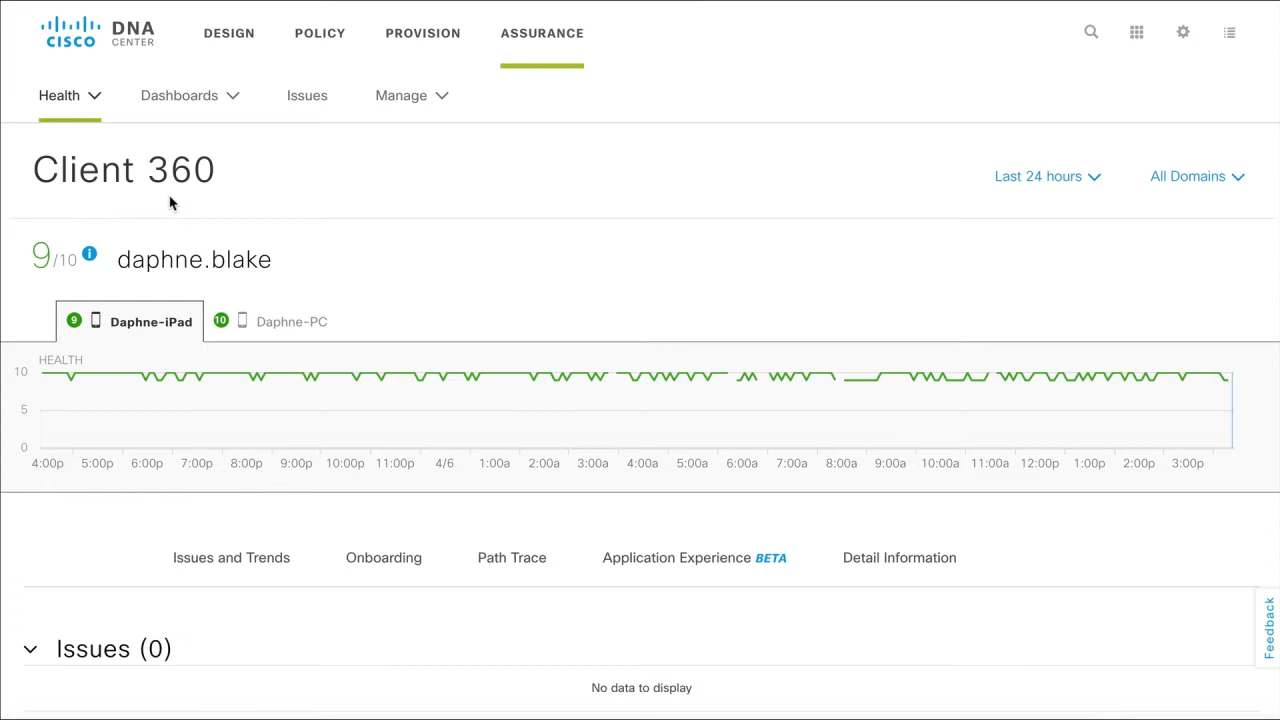 CISCO DNA CENTER DESIGN POLICY PROVISION ASSURANCE
Health Dashboards Issues Manage
Client 360
Last 24 hours All Domains
9/10 i daphne.blake
9 Daphne-iPad 10 Daphne-PC
HEALTH
10
5
0
4:00p 5:00p 6:00p 7:00p 8:00p 9:00p 10:00p 11:00p 4/6 1:00a 2:00a 3:00a 4:00a 5:00a 6:00a 7:00a 8:00a 9:00a 10:00a 11:00a 12:00p 1:00p 2:00p 3:00p
Issues and Trends Onboarding Path Trace Application Experience BETA Detail Information
Feedback
Issues (0)
No data to display